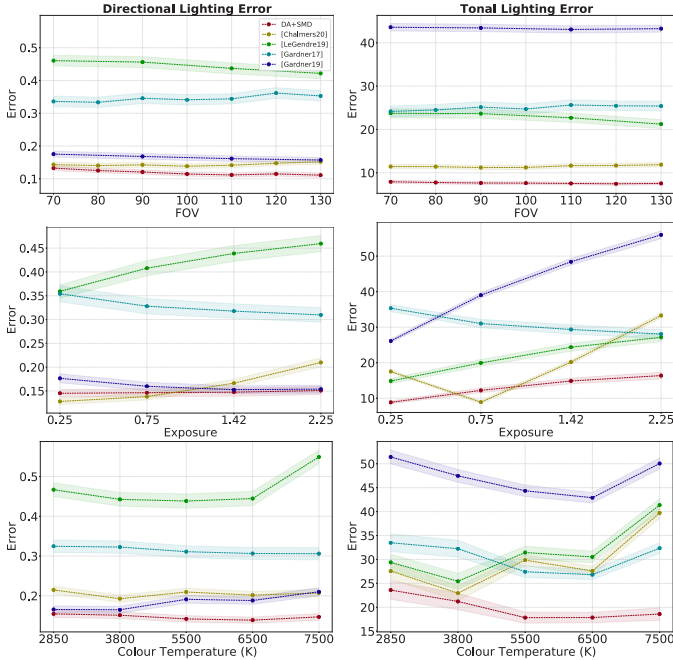 Directional Lighting Error
Tonal Lighting Error
DA+SMD
[Chalmers20]
[LeGendre19]
[Gardner17]
[Gardner19]
Error
0.5
0.4
0.3
0.2
0.1
70 80 90 100 110 120 130
FOV
Error
40
30
20
10
70 80 90 100 110 120 130
FOV
Error
0.45
0.40
0.35
0.30
0.25
0.20
0.15
0.25 0.75 1.42 2.25
Exposure
Error
50
40
30
20
10
0.25 0.75 1.42 2.25
Exposure
Error
0.5
0.4
0.3
0.2
2850 3800 5500 6500 7500
Colour Temperature (K)
Error
50
45
40
35
30
25
20
15
2850 3800 5500 6500 7500
Colour Temperature (K)